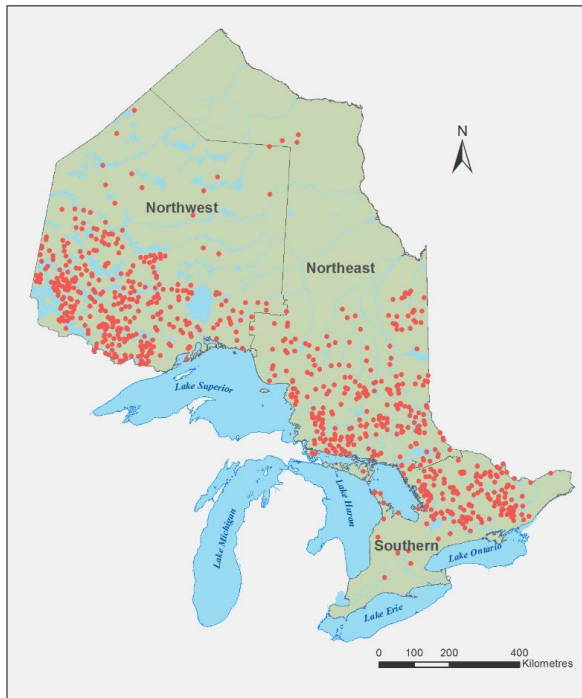 N
Northwest
Northeast
Lake Superior
Lake Michigan
Lake Huron
Southern
Lake Ontario
Lake Erie
0 100 200 400
Kilometres